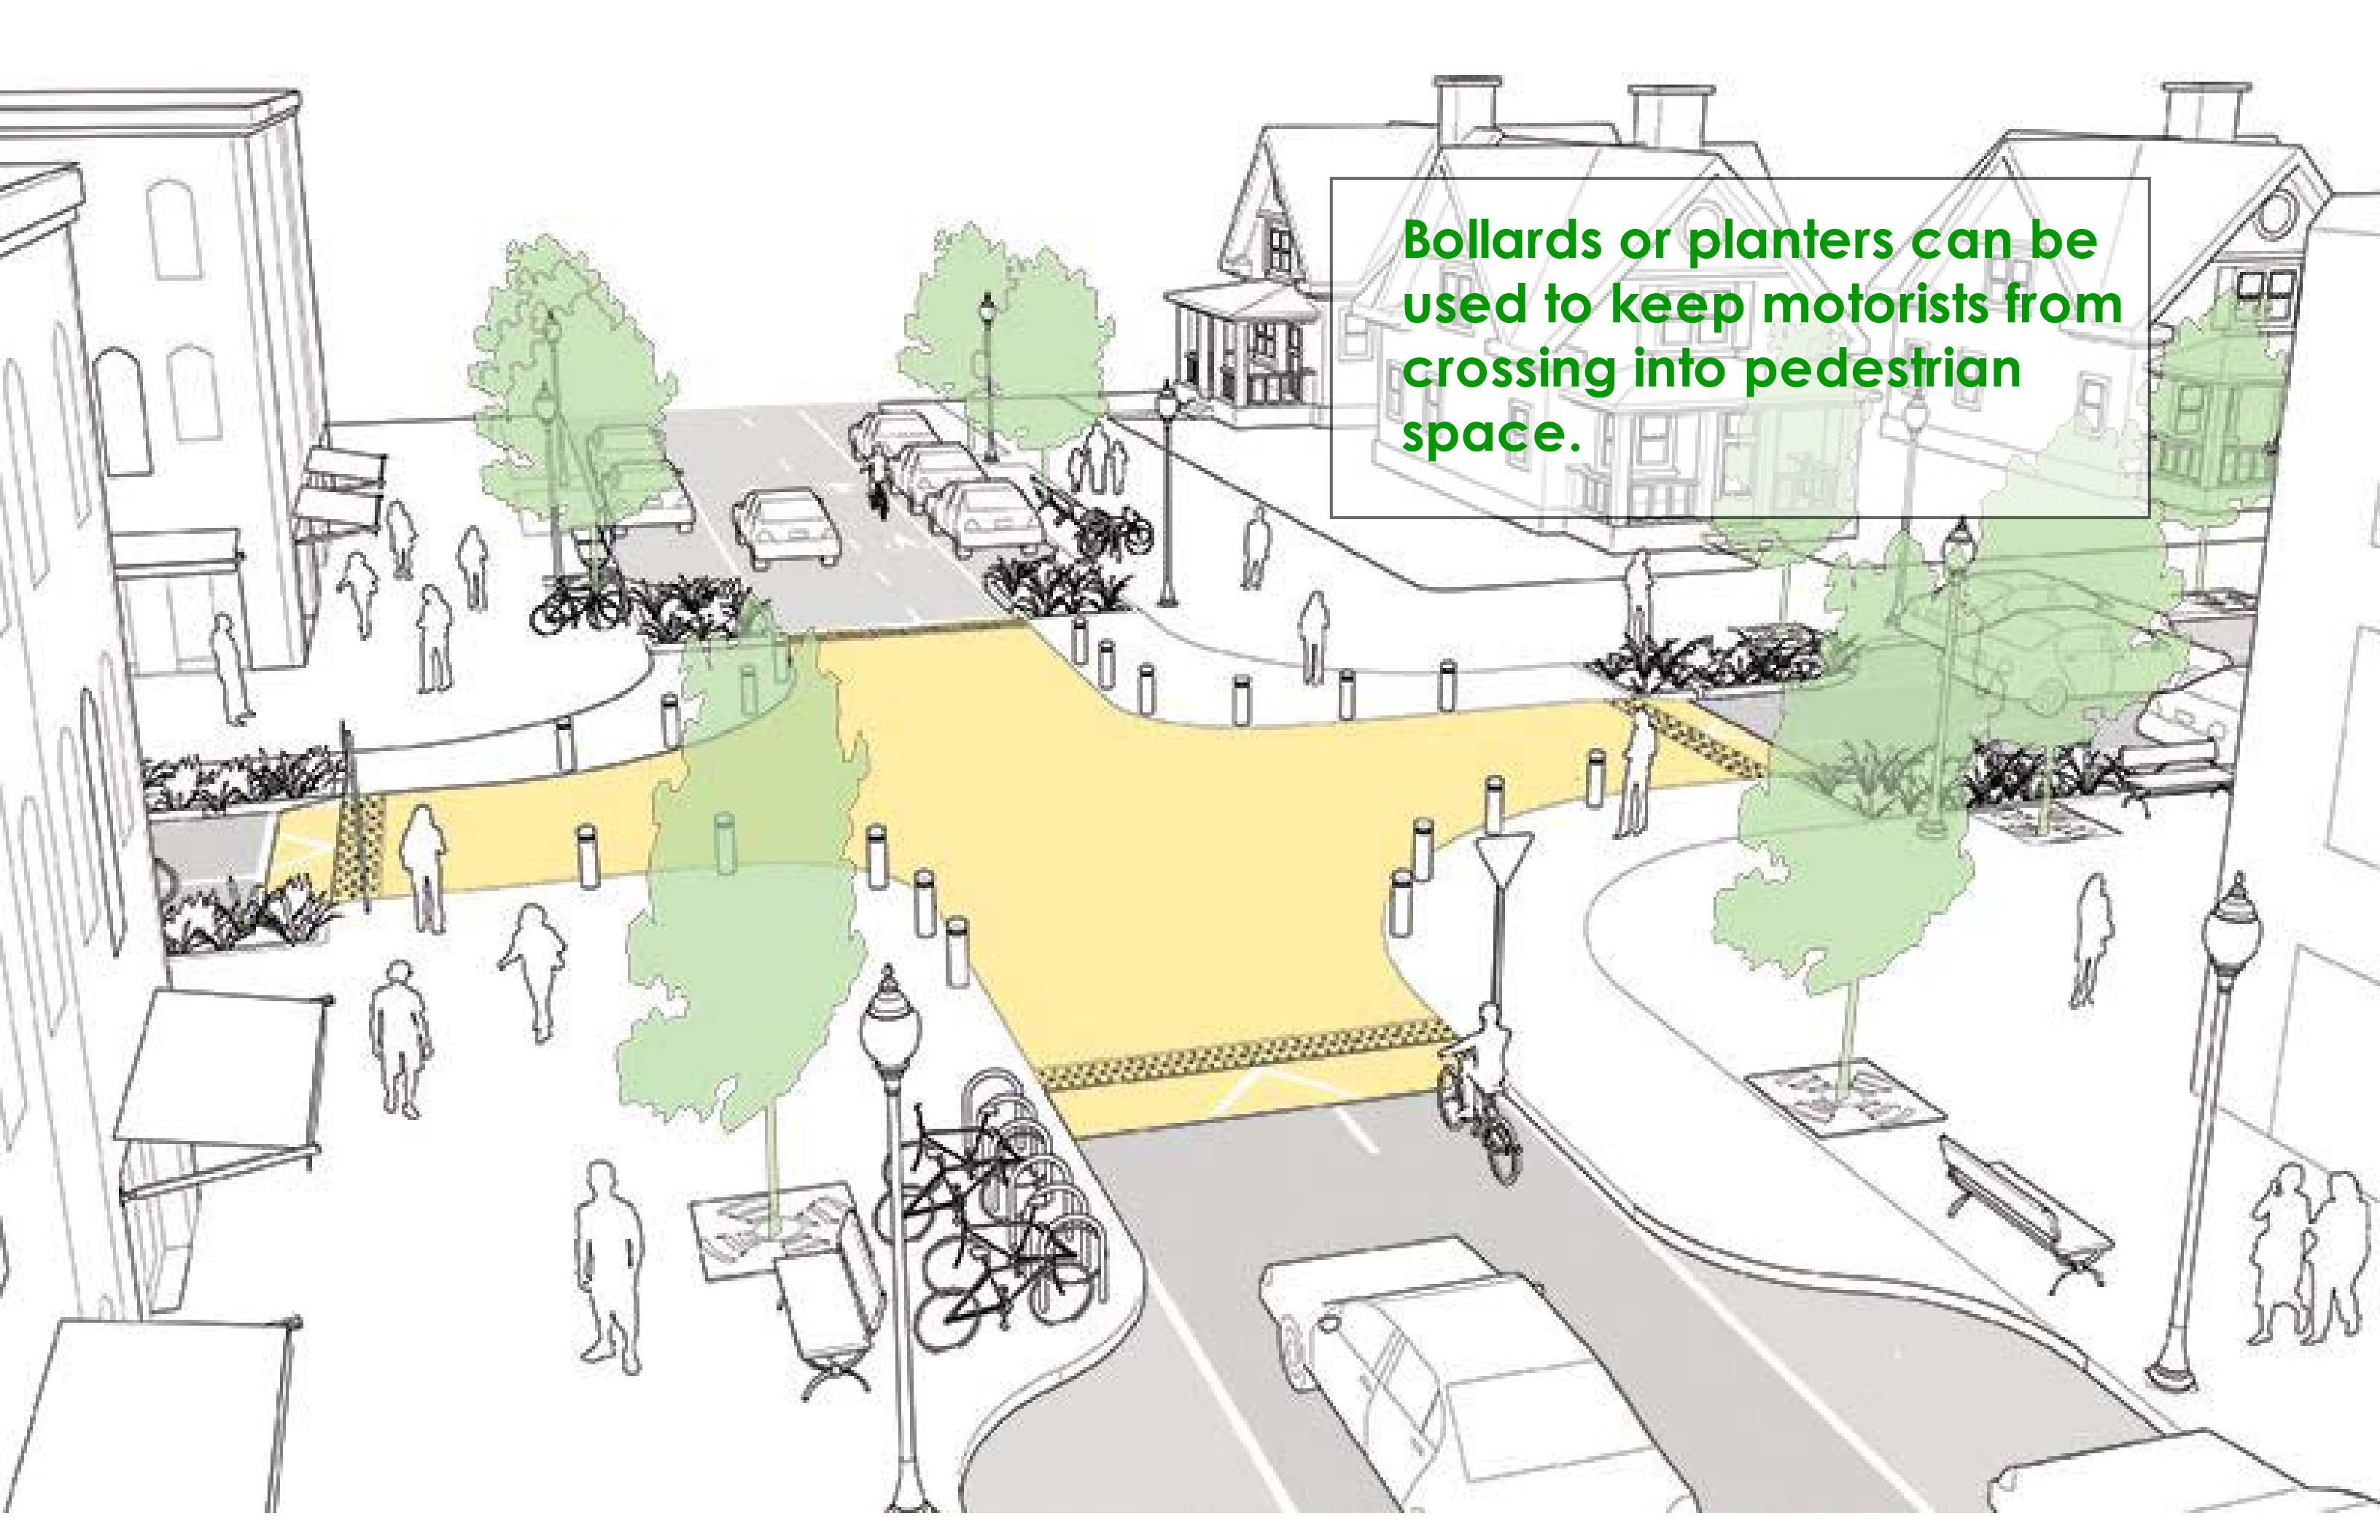 Bollards or planters can be
used to keep motorists from
crossing into pedestrian
space.